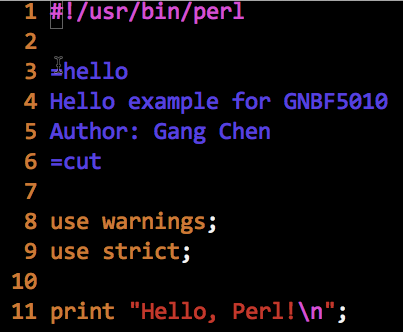 1 #!/usr/bin/perl
2
3 =hello
4 Hello example for GNBF5010
5 Author: Gang Chen
6 =cut
7
8 use warnings;
9 use strict;
10
11 print "Hello, Perl!\n";